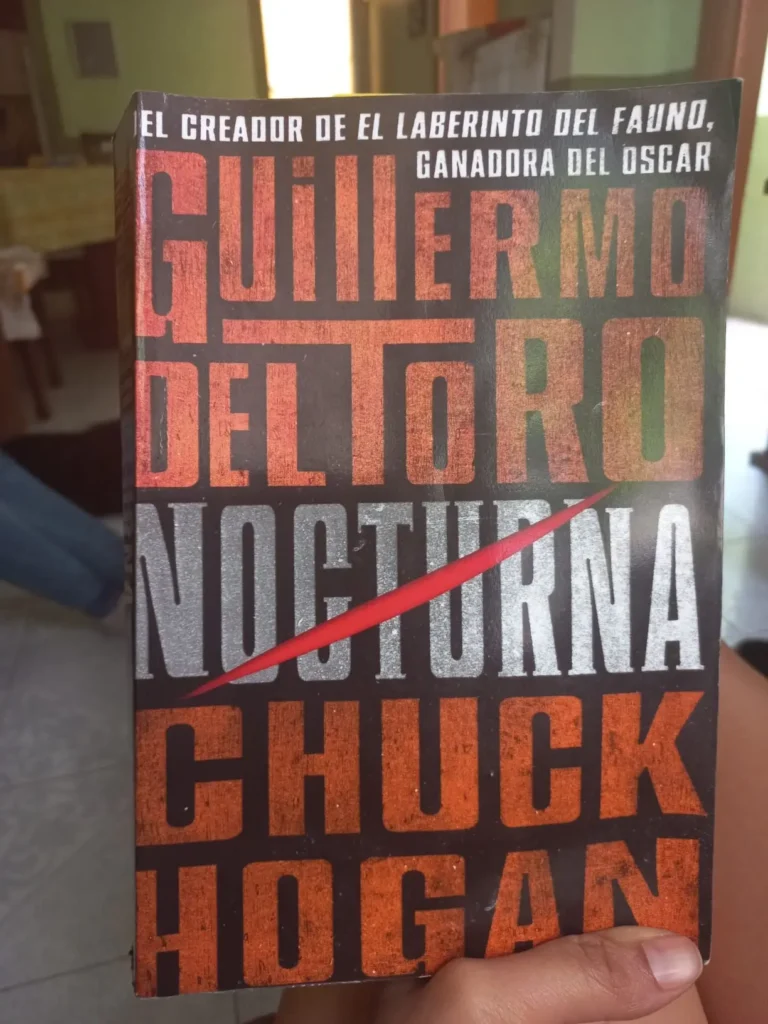 EL CREADOR DE EL LABERINTO DEL FAUNO,
GANADORA DEL OSCAR
GUILLERMO
DEL TORO
NOCTURNA
CHUCK
HOGAN